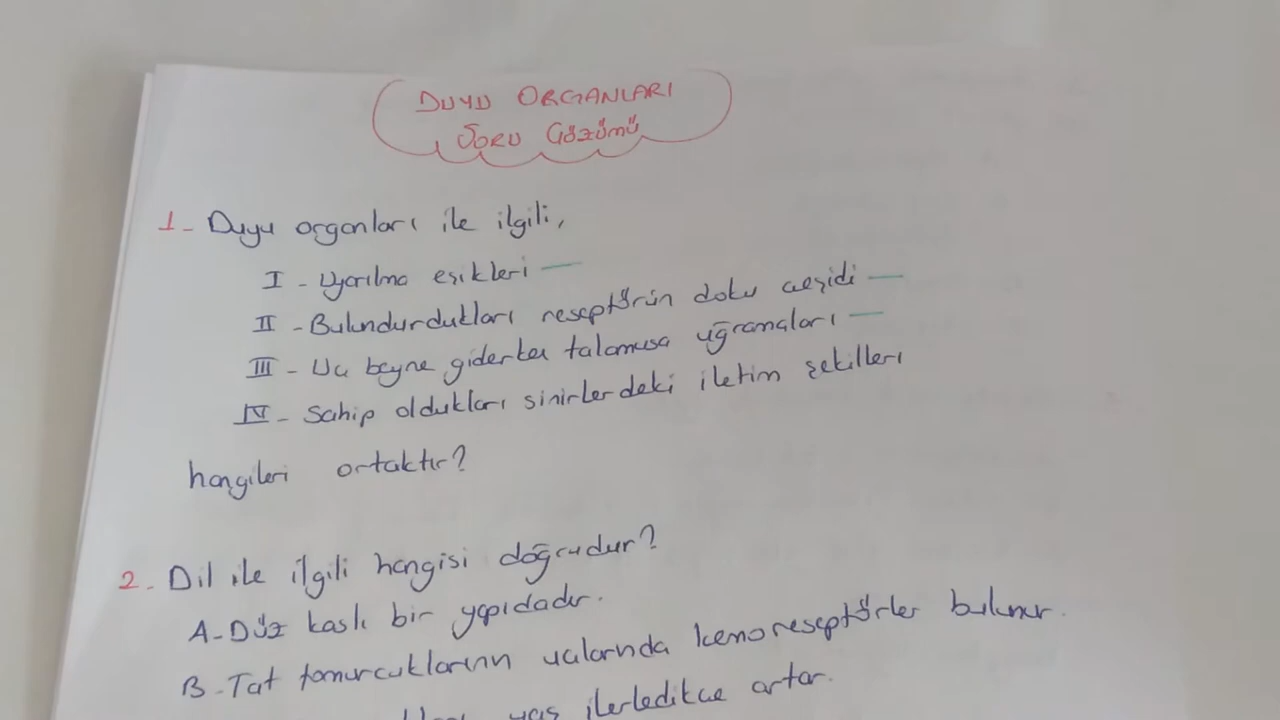 DUYU ORGANLARI
SORU ÇÖZÜMÜ
1- Duyu organları ile ilgili,
I - Uyarılma eşikleri
II - Bulundurdukları reseptörün doku çeşidi
III - Uç beyne giderken talamusa uğramaları
IV - Sahip oldukları sinirlerdeki iletim şekilleri
hangileri ortaktır?
2- Dil ile ilgili hangisi doğrudur?
A- Düz kaslı bir yapıdadır.
B- Tat tomurcuklarının uçlarında kemoreseptörler bulunur.
yaş ilerledikçe artar.